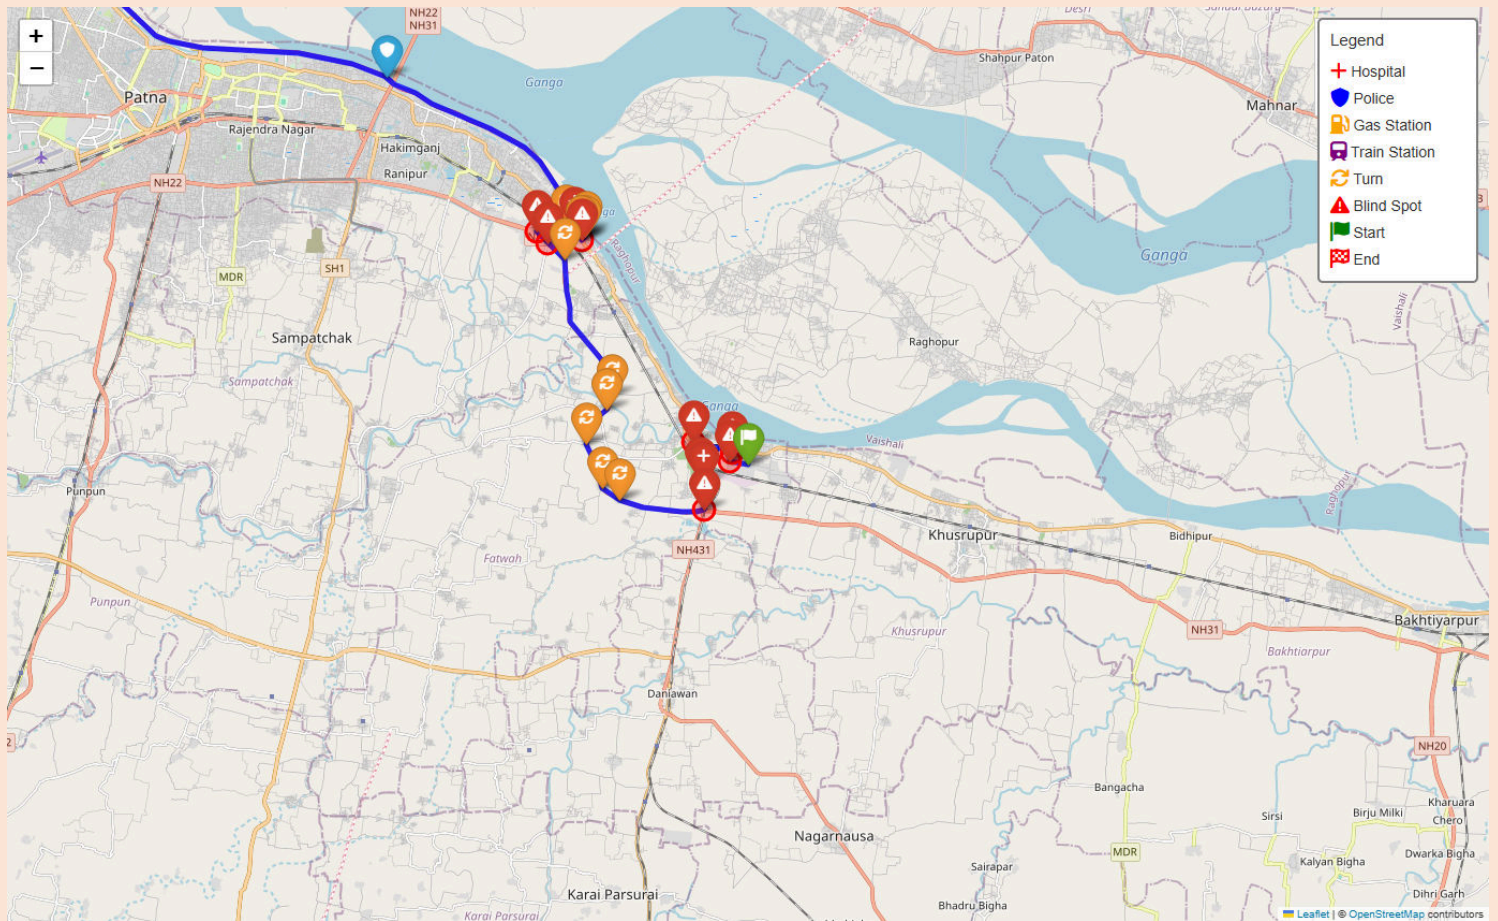 NH22
NH31
Desri
Shahpur Paton
+
−
Ganga
Patna
Mahnar
Rajendra Nagar
Hakimganj
Ranipur
NH22
Raghopur
Ganga
SH1
MDR
Vaishali
Sampatchak
Raghopur
Sampatchak
Ganga
Vaishali
Punpun
Raghopur
Khusrupur
Bidhipur
NH431
Fatwah
Punpun
Bakhtiyarpur
Khusrupur
NH31
Bakhtiarpur
Daniawan
2
NH20
Bangacha
Kharuara
Chero
Birju Milki
Sirsi
Nagarnausa
MDR
Dwarka Bigha
Kalyan Bigha
Sairapar
Karai Parsurai
Dihri Garh
Bhadru Bigha
Karai Parsurai
Legend
Hospital
Police
Gas Station
Train Station
Turn
Blind Spot
Start
End
Leaflet | © OpenStreetMap contributors